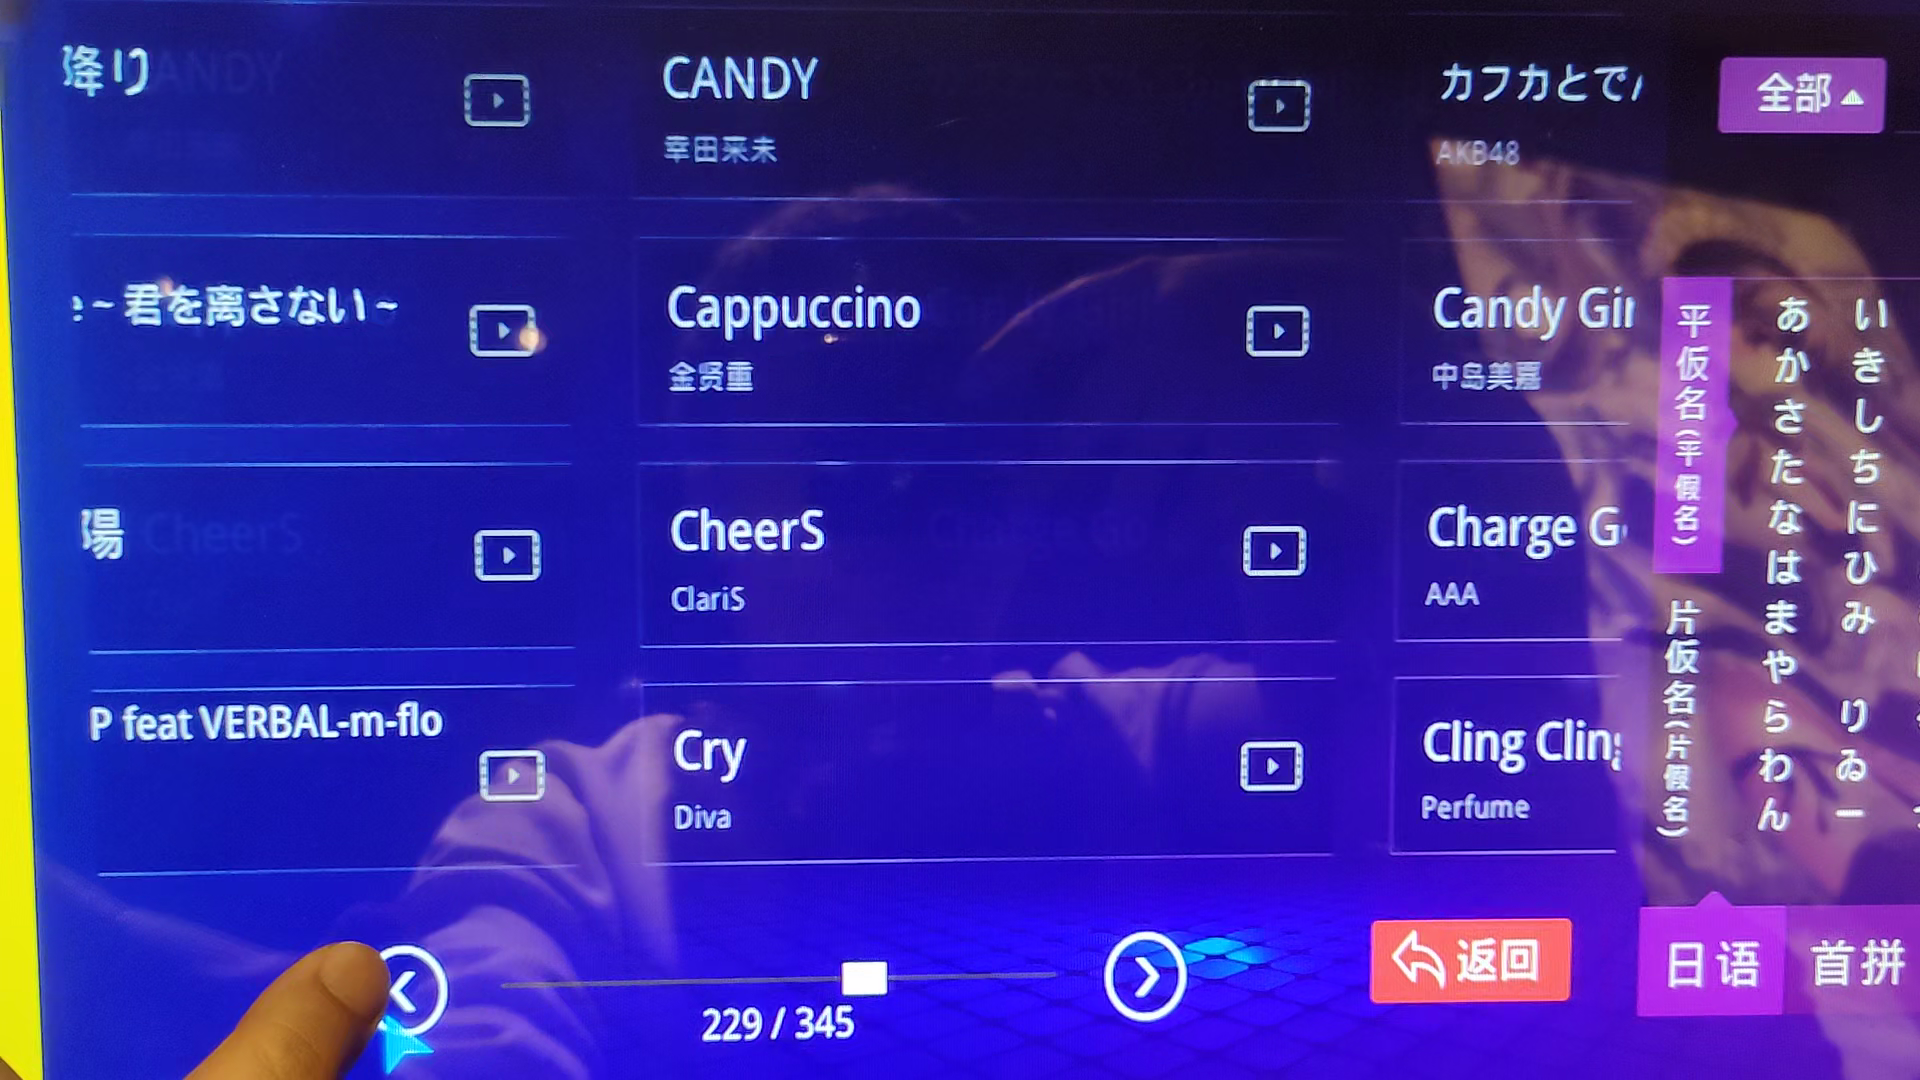 降り
CANDY
幸田來未
カフカとで
AKB48
全部
~君を离さない~
Cappuccino
金贤重
Candy Gir
中岛美嘉
陽
CheerS
ClariS
Charge G
AAA
P feat VERBAL-m-flo
Cry
Diva
Cling Cling
Perfume
平仮名(平假名)
片仮名(片假名)
あかさたなはまやらわん
いきしちにひみ りゐー
229 / 345
返回
日语
首拼